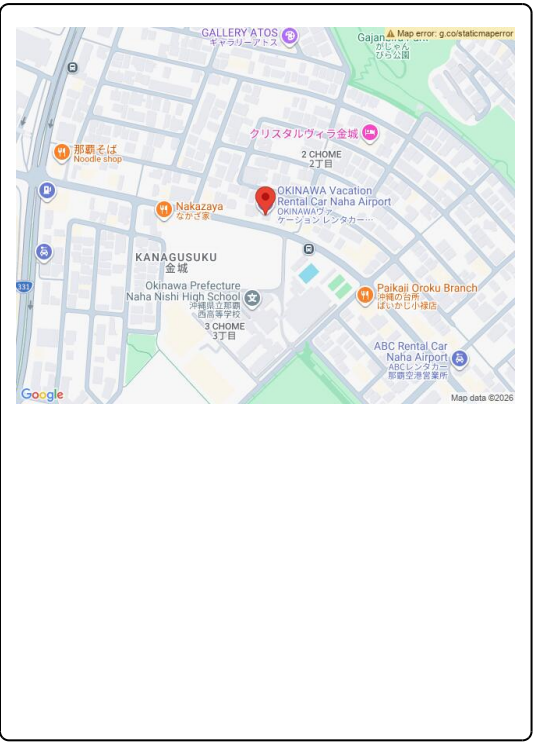 GALLERY ATOS
ギャラリーアトス
Map error: g.co/staticmaperror
がじゃん
びら公園
クリスタルヴィラ金城
那覇そば
Noodle shop
2 CHOME
2丁目
OKINAWA Vacation
Rental Car Naha Airport
OKINAWAヴァ
ケーション レンタカー…
Nakazaya
なかざ家
KANAGUSUKU
金城
Okinawa Prefecture
Naha Nishi High School
沖縄県立那覇
西高等学校
Paikaji Oroku Branch
沖縄の台所
ぱいかじ小禄店
331
3 CHOME
3丁目
ABC Rental Car
Naha Airport
ABCレンタカー
那覇空港営業所
Google
Map data ©2026